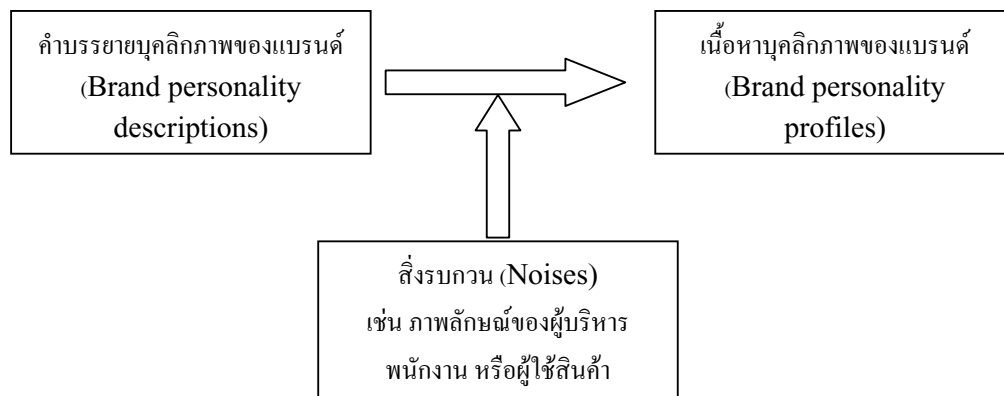 คำบรรยายบุคลิกภาพของแบรนด์
(Brand personality
descriptions)
เนื้อหาบุคลิกภาพของแบรนด์
(Brand personality
profiles)
สิ่งรบกวน (Noises)
เช่น ภาพลักษณ์ของผู้บริหาร
พนักงาน หรือผู้ใช้สินค้า